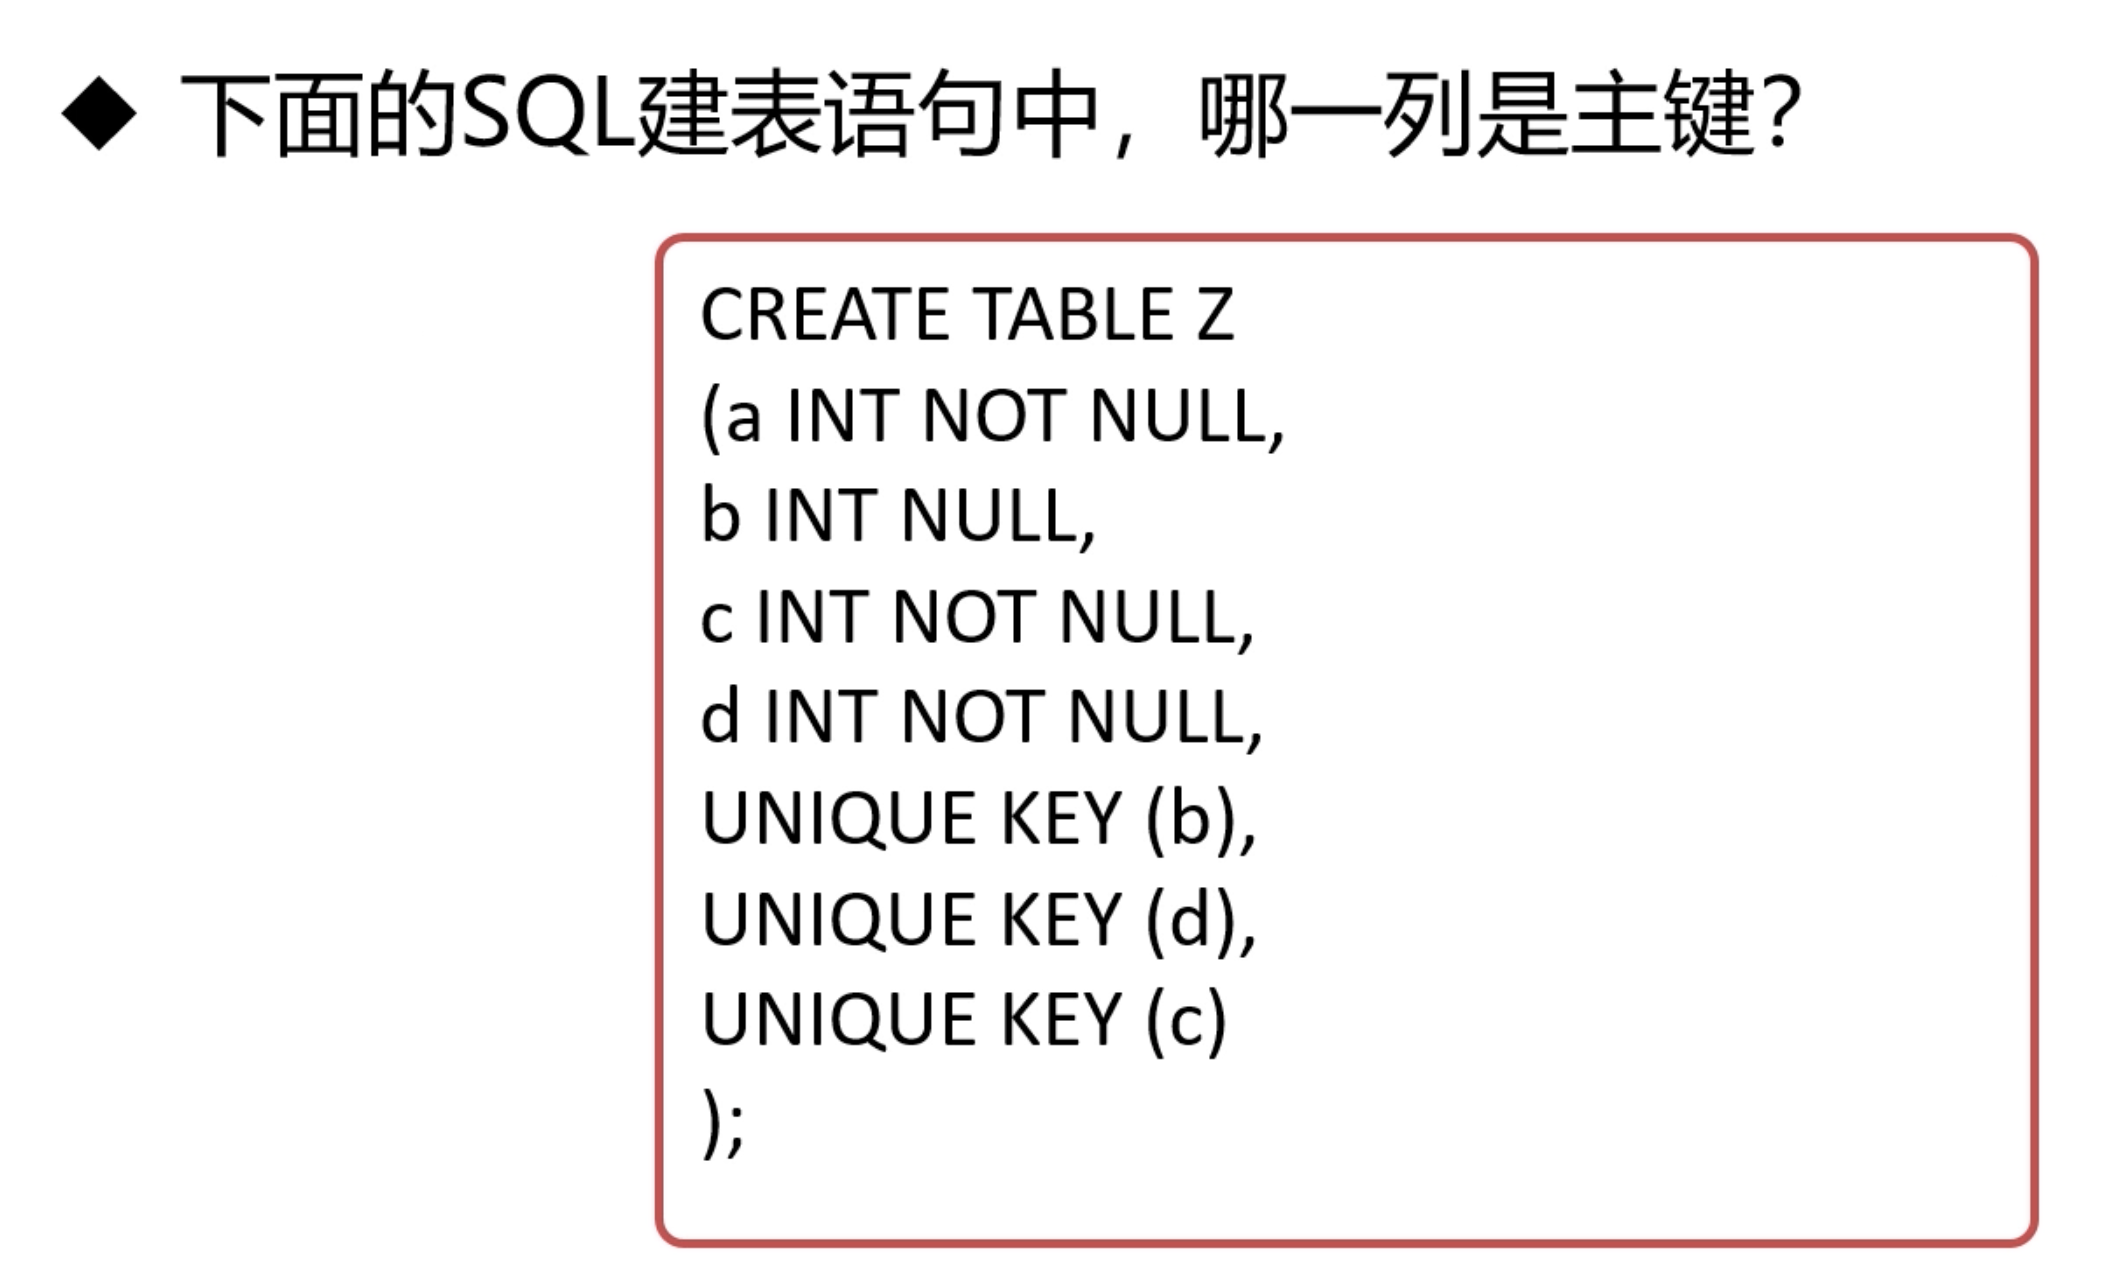 ◆ 下面的SQL建表语句中，哪一列是主键？
CREATE TABLE Z
(a INT NOT NULL,
b INT NULL,
c INT NOT NULL,
d INT NOT NULL,
UNIQUE KEY (b),
UNIQUE KEY (d),
UNIQUE KEY (c)
);